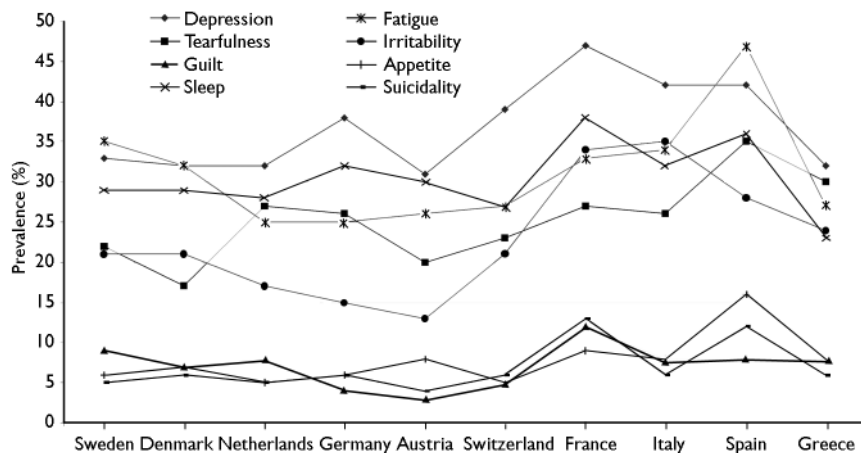 50
45
40
35
30
25
20
15
10
5
0
Prevalence (%)
Depression
Tearfulness
Guilt
Sleep
Fatigue
Irritability
Appetite
Suicidality
Sweden Denmark Netherlands Germany Austria Switzerland France Italy Spain Greece